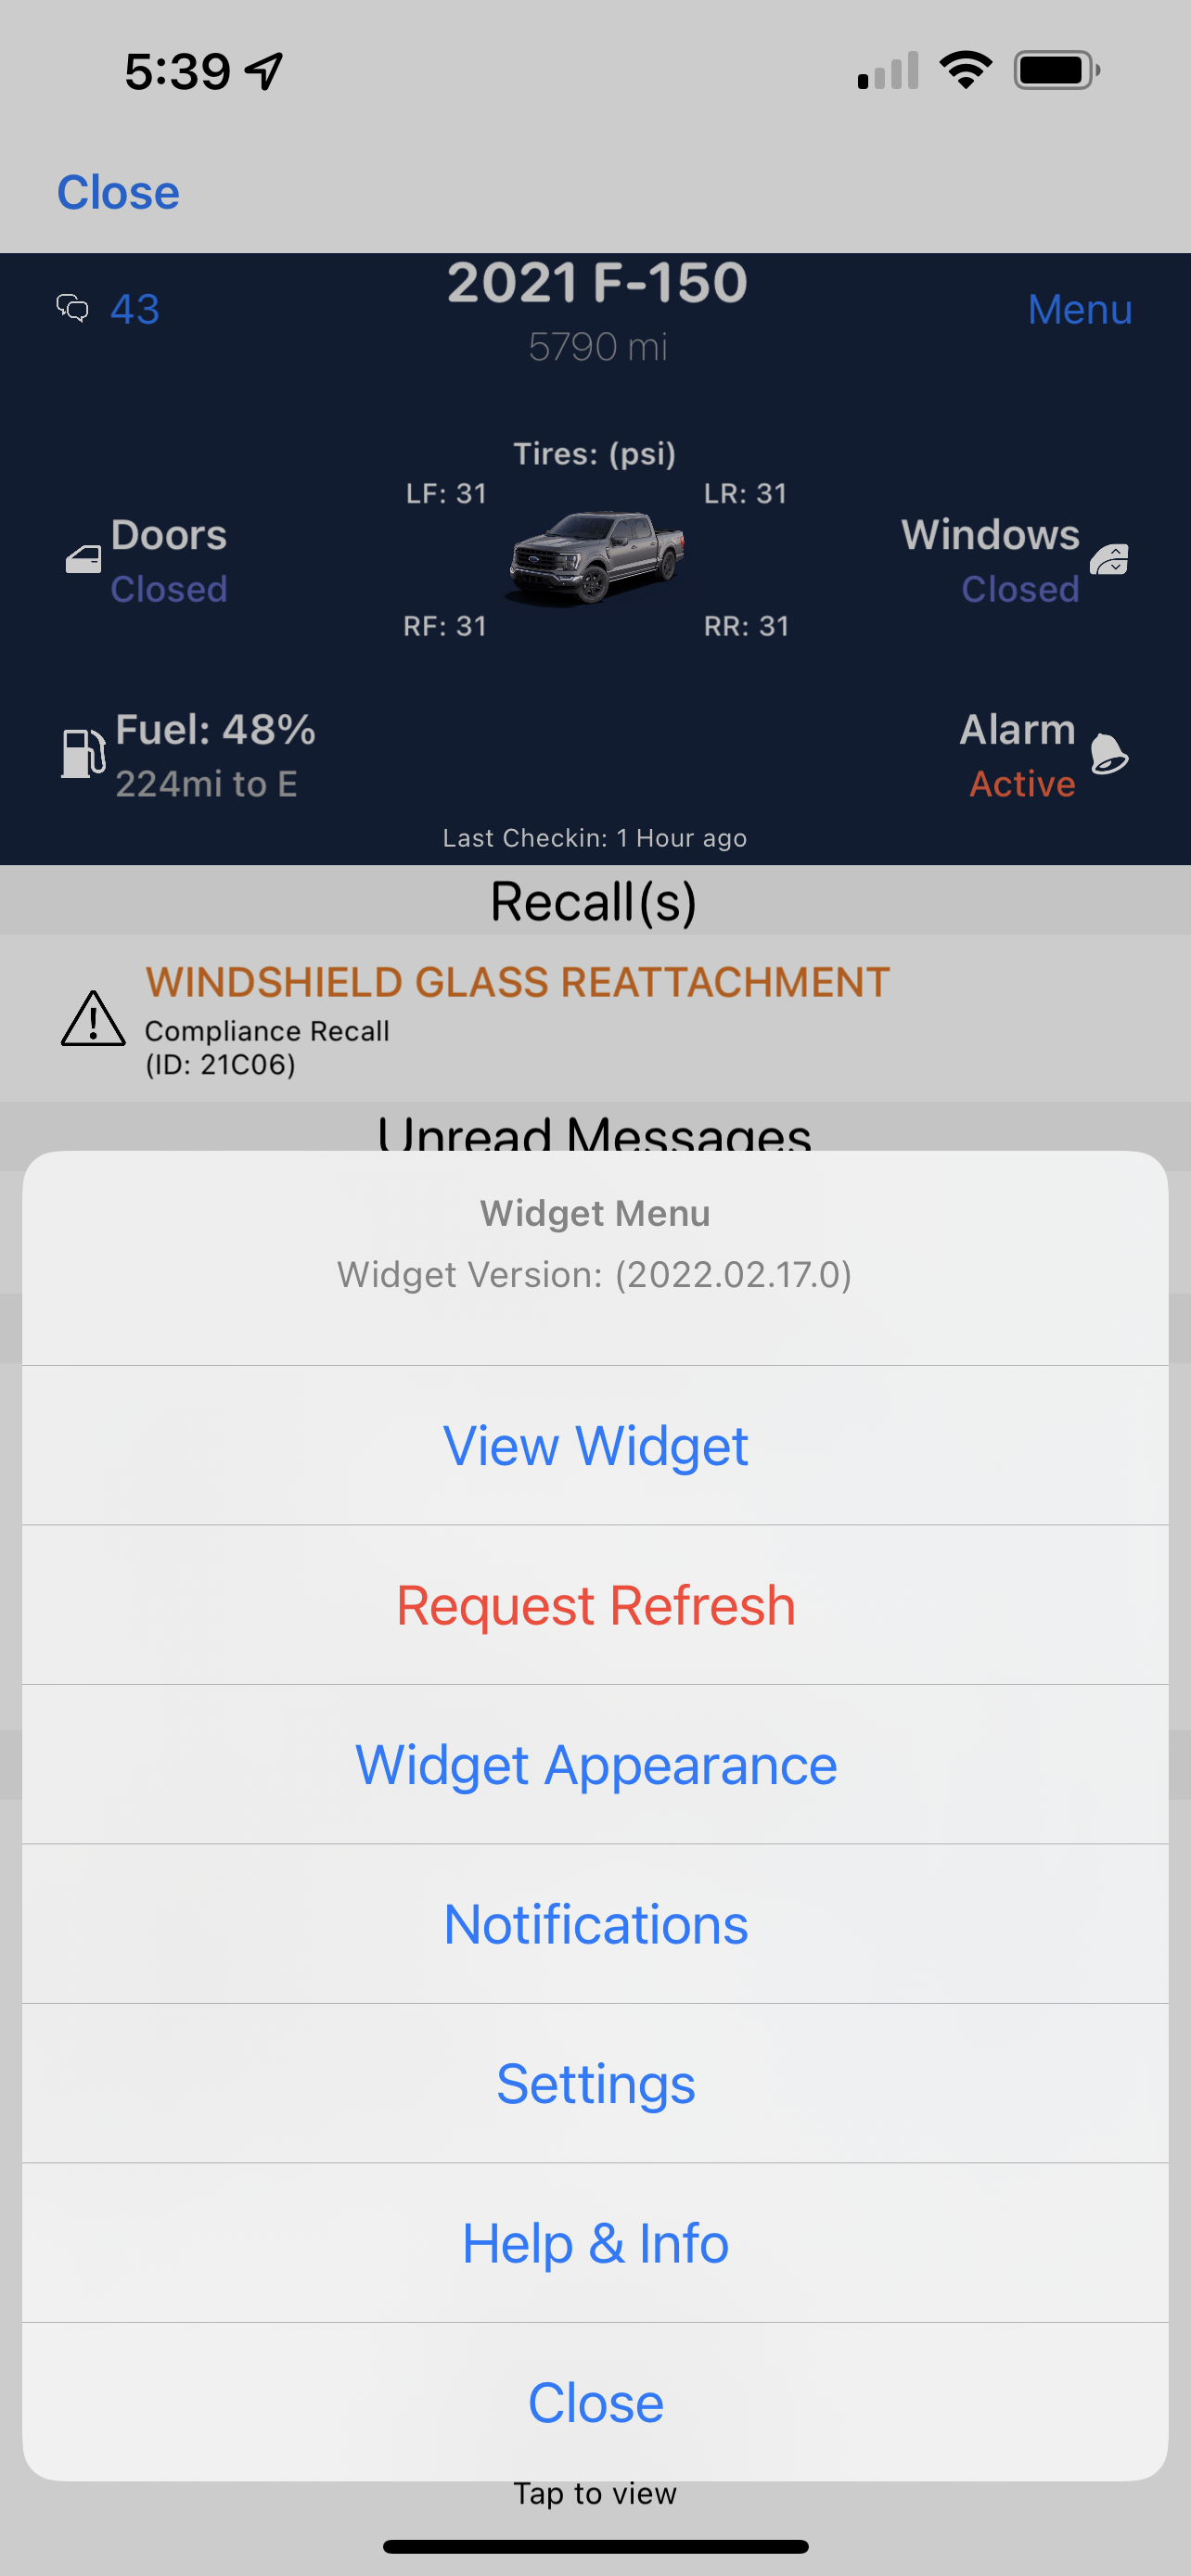 5:39
Close
43
2021 F-150
Menu
5790 mi
Tires: (psi)
LF: 31
LR: 31
Doors
Closed
Windows
Closed
RF: 31
RR: 31
Fuel: 48%
224mi to E
Alarm
Active
Last Checkin: 1 Hour ago
Recall(s)
WINDSHIELD GLASS REATTACHMENT
Compliance Recall
(ID: 21C06)
Unread Messages
Widget Menu
Widget Version: (2022.02.17.0)
View Widget
Request Refresh
Widget Appearance
Notifications
Settings
Help & Info
Close
Tap to view